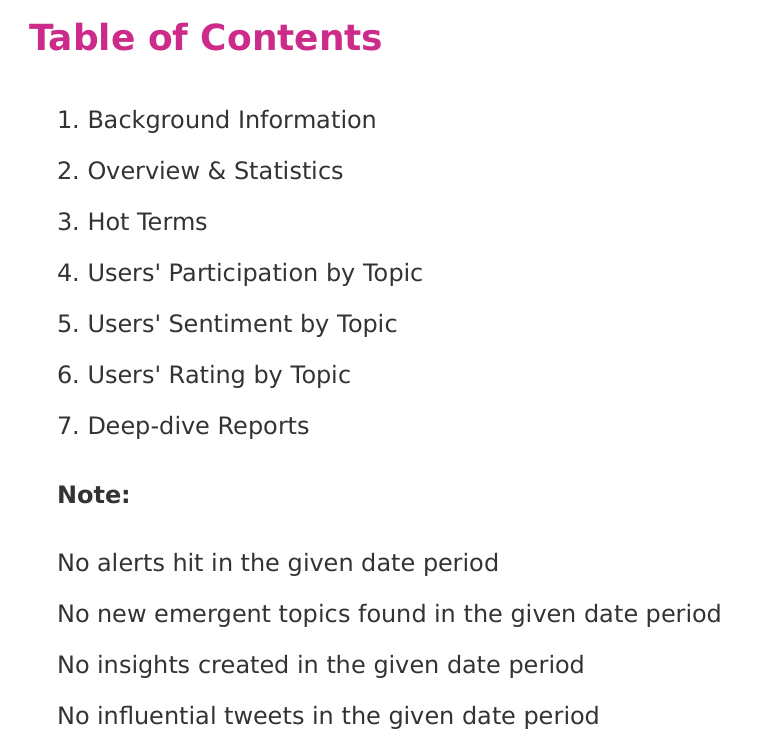 Table of Contents
1. Background Information
2. Overview & Statistics
3. Hot Terms
4. Users' Participation by Topic
5. Users' Sentiment by Topic
6. Users' Rating by Topic
7. Deep-dive Reports
Note:
No alerts hit in the given date period
No new emergent topics found in the given date period
No insights created in the given date period
No influential tweets in the given date period